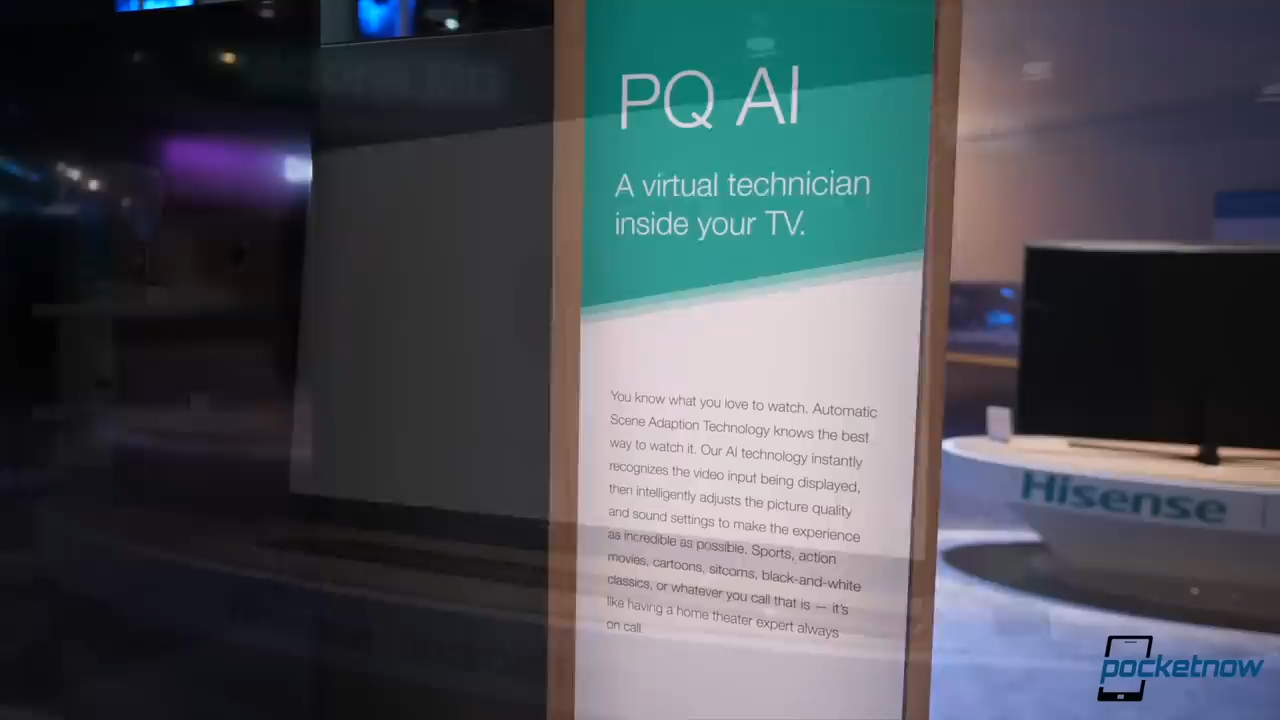 PQ AI
A virtual technician
inside your TV.
You know what you love to watch. Automatic
Scene Adaption Technology knows the best
way to watch it. Our AI technology instantly
recognizes the video input being displayed,
then intelligently adjusts the picture quality
and sound settings to make the experience
as incredible as possible. Sports, action
movies, cartoons, sitcoms, black-and-white
classics, or whatever you call that is — it's
like having a home theater expert always
on call
Hisense
pocketnow